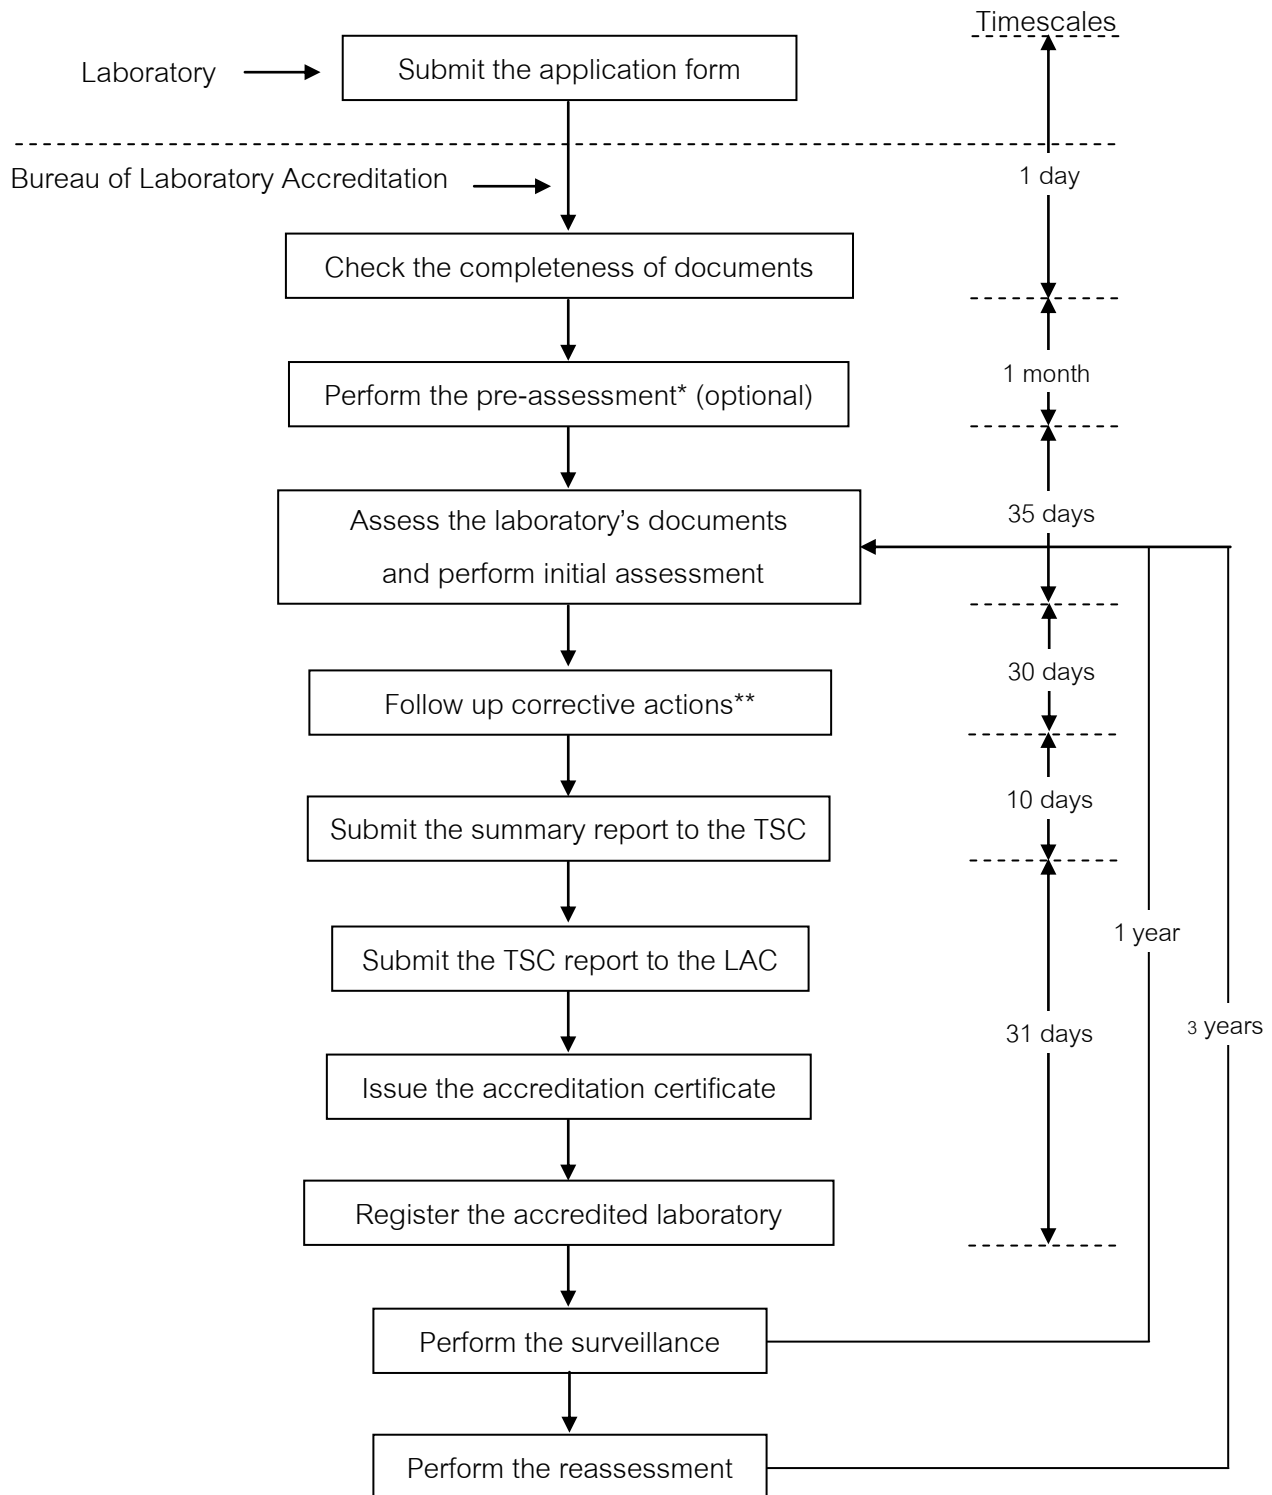 Timescales
Laboratory
Submit the application form
Bureau of Laboratory Accreditation
1 day
Check the completeness of documents
1 month
Perform the pre-assessment* (optional)
35 days
Assess the laboratory’s documents
and perform initial assessment
30 days
Follow up corrective actions**
10 days
Submit the summary report to the TSC
1 year
Submit the TSC report to the LAC
31 days
3 years
Issue the accreditation certificate
Register the accredited laboratory
Perform the surveillance
Perform the reassessment